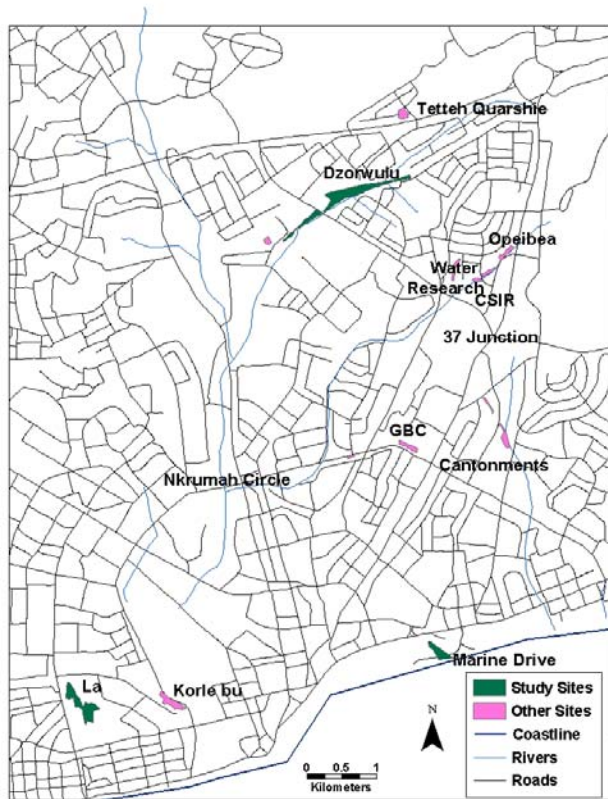 Tetteh Quarshie
Dzorwulu
Opeibea
Water
Research
CSIR
37 Junction
GBC
Cantonments
Nkrumah Circle
Marine Drive
La
Korle bu
N
0 0.5 1
Kilometers
Study Sites
Other Sites
Coastline
Rivers
Roads